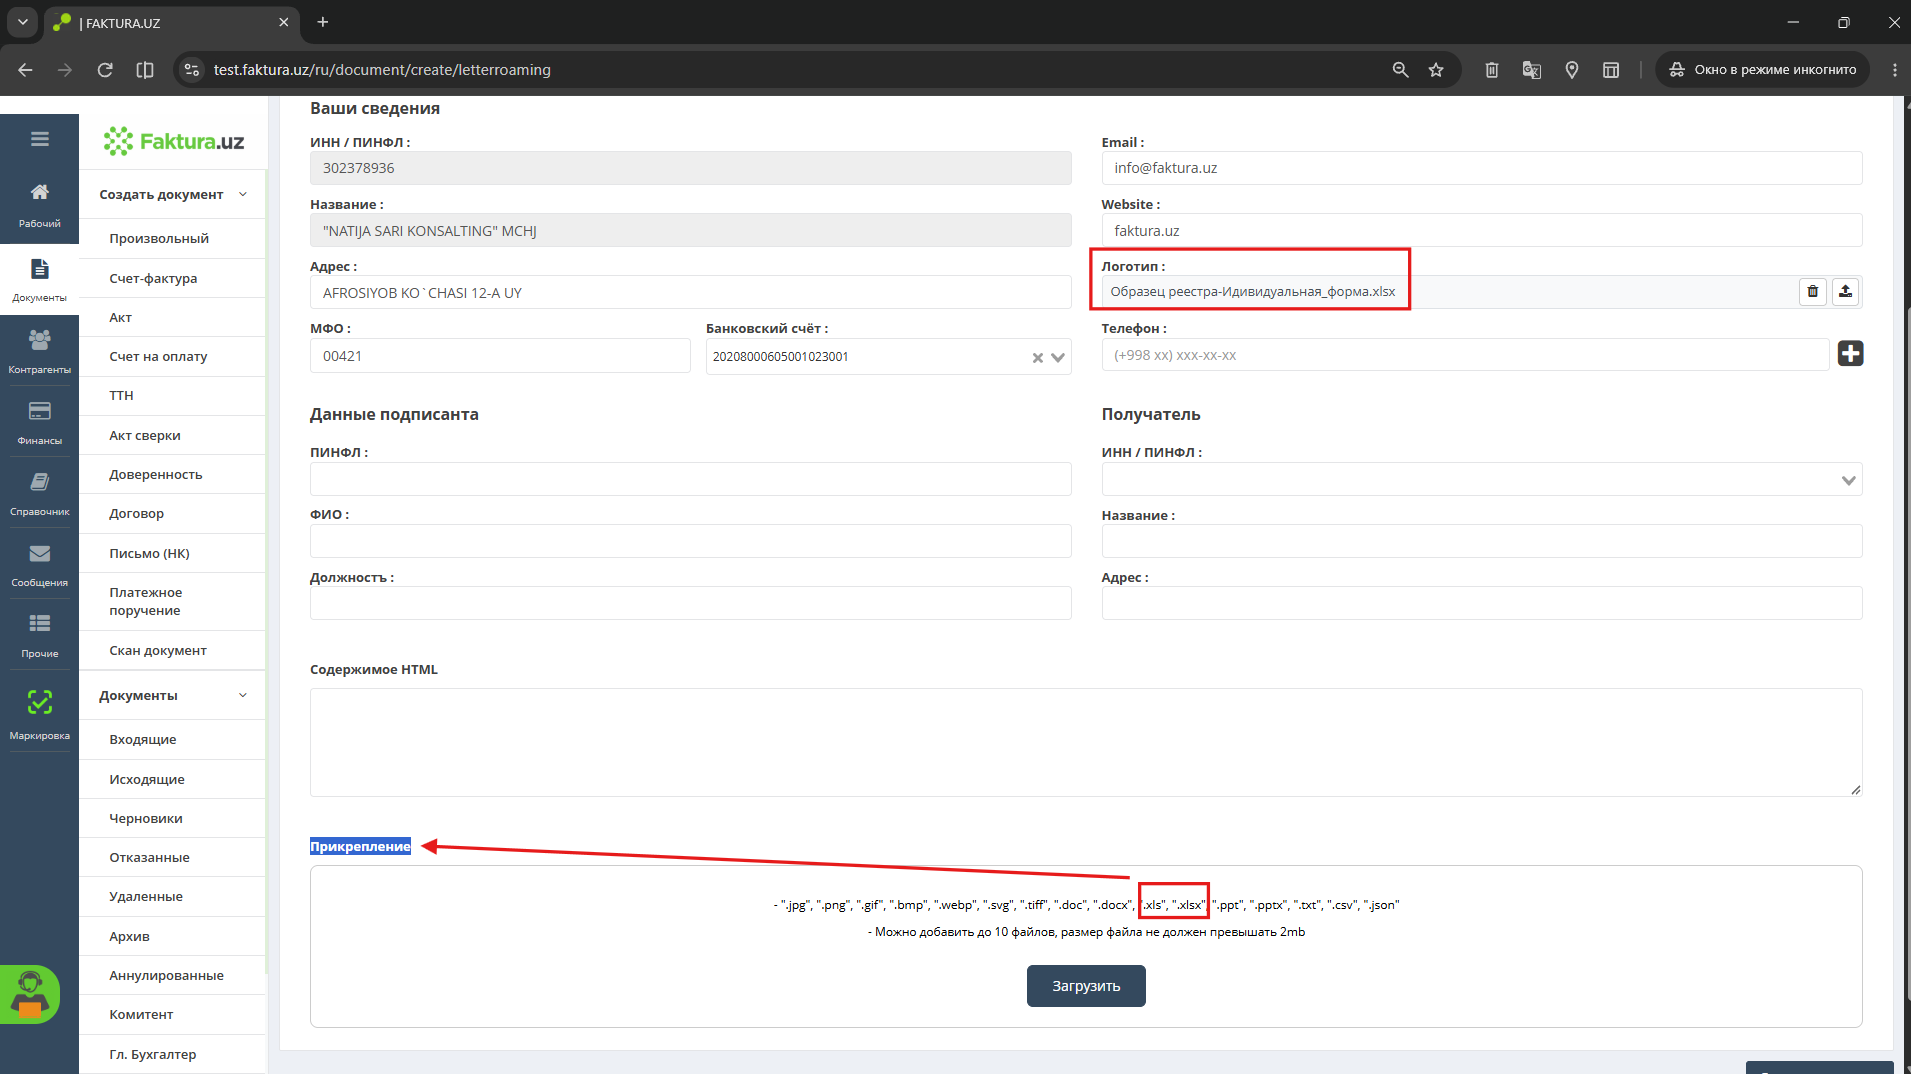 | FAKTURA.UZ
test.faktura.uz/ru/document/create/letterroaming
Окно в режиме инкогнито
Рабочий
Документы
Контрагенты
Финансы
Справочник
Сообщения
Прочие
Маркировка
Faktura.uz
Создать документ
Произвольный
Счет-фактура
Акт
Счет на оплату
ТТН
Акт сверки
Доверенность
Договор
Письмо (НК)
Платежное
поручение
Скан документ
Документы
Входящие
Исходящие
Черновики
Отказанные
Удаленные
Архив
Аннулированные
Комитент
Гл. Бухгалтер
Ваши сведения
ИНН / ПИНФЛ :
302378936
Название :
"NATIJA SARI KONSALTING" MCHJ
Адрес :
AFROSIYOB KO`CHASI 12-A UY
МФО :
00421
Банковский счёт :
20208000605001023001
Email :
info@faktura.uz
Website :
faktura.uz
Логотип :
Образец реестра-Идивидуальная_форма.xlsx
Телефон :
(+998 xx) xxx-xx-xx
Данные подписанта
ПИНФЛ :
ФИО :
Должность :
Получатель
ИНН / ПИНФЛ :
Название :
Адрес :
Содержимое HTML
Прикрепление
- ".jpg", ".png", ".gif", ".bmp", ".webp", ".svg", ".tiff", ".doc", ".docx", ".xls", ".xlsx", ".ppt", ".pptx", ".txt", ".csv", ".json"
- Можно добавить до 10 файлов, размер файла не должен превышать 2mb
Загрузить